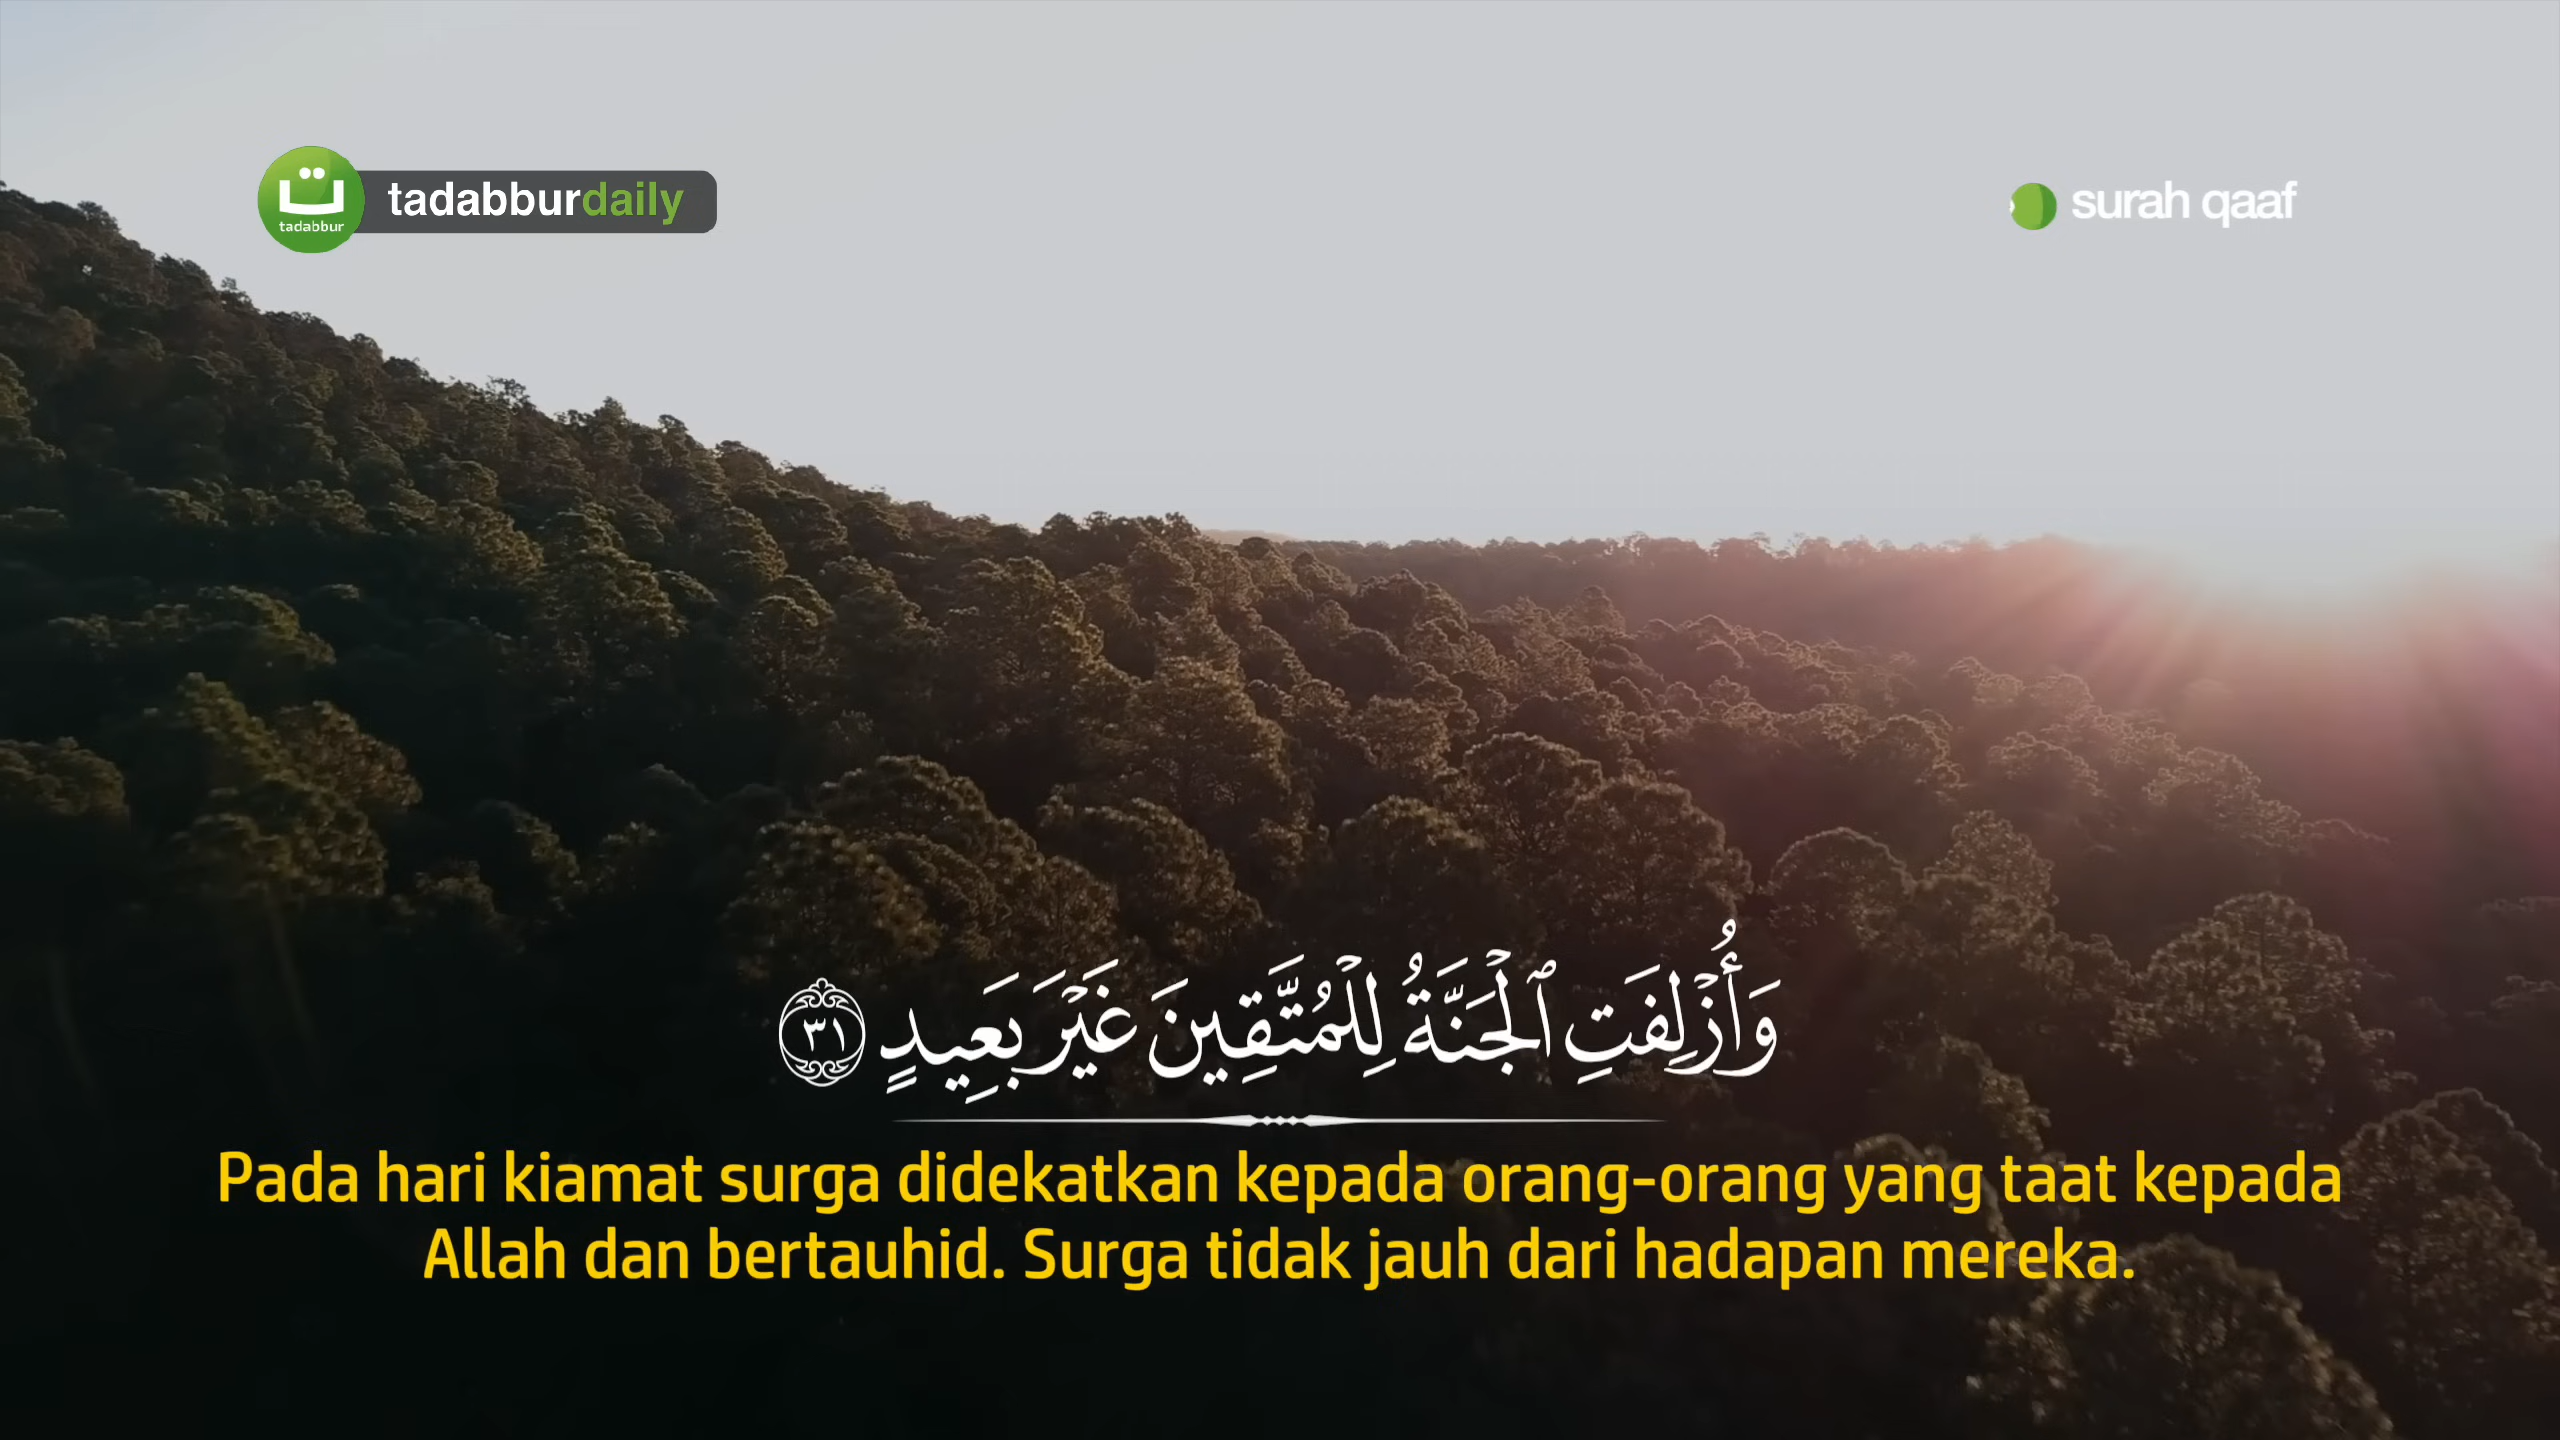 ت
tadabbur
tadabburdaily
surah qaaf
وَأُزْلِفَتِ ٱلْجَنَّةُ لِلْمُتَّقِينَ غَيْرَ بَعِيدٍ ٣١
Pada hari kiamat surga didekatkan kepada orang-orang yang taat kepada
Allah dan bertauhid. Surga tidak jauh dari hadapan mereka.